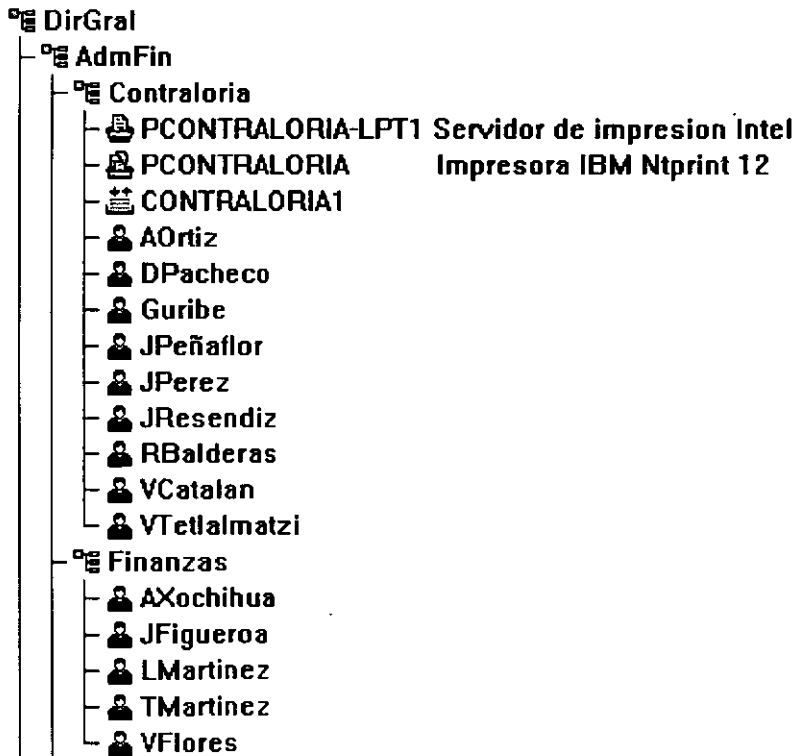 DirGral
AdmFin
Contraloria
PCONTRALORIA-LPT1 Servidor de impresion Intel
PCONTRALORIA Impresora IBM Ntprint 12
CONTRALORIA1
AOrtiz
DPacheco
Guribe
JPeñaflor
JPerez
JResendiz
RBalderas
VCatalan
VTetlalmatzi
Finanzas
AXochihua
JFigueroa
LMartinez
TMartinez
VFlores